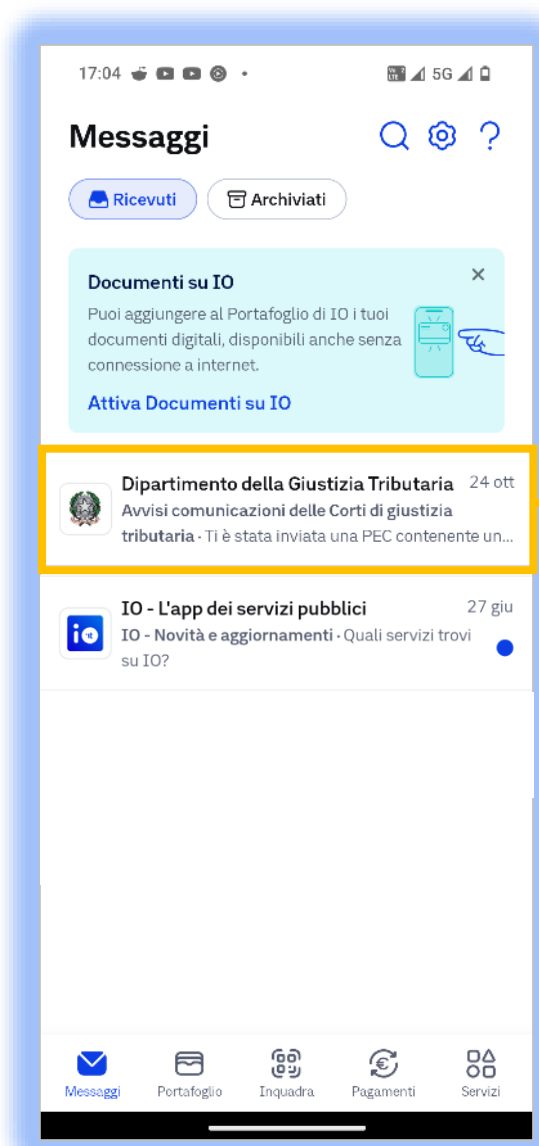 17:04
5G
Messaggi
Ricevuti
Archiviati
Documenti su IO
Puoi aggiungere al Portafoglio di IO i tuoi
documenti digitali, disponibili anche senza
connessione a internet.
Attiva Documenti su IO
Dipartimento della Giustizia Tributaria 24 ott
Avvisi comunicazioni delle Corti di giustizia
tributaria · Ti è stata inviata una PEC contenente un...
IO - L'app dei servizi pubblici 27 giu
IO - Novità e aggiornamenti · Quali servizi trovi
su IO?
Messaggi Portafoglio Inquadra Pagamenti Servizi